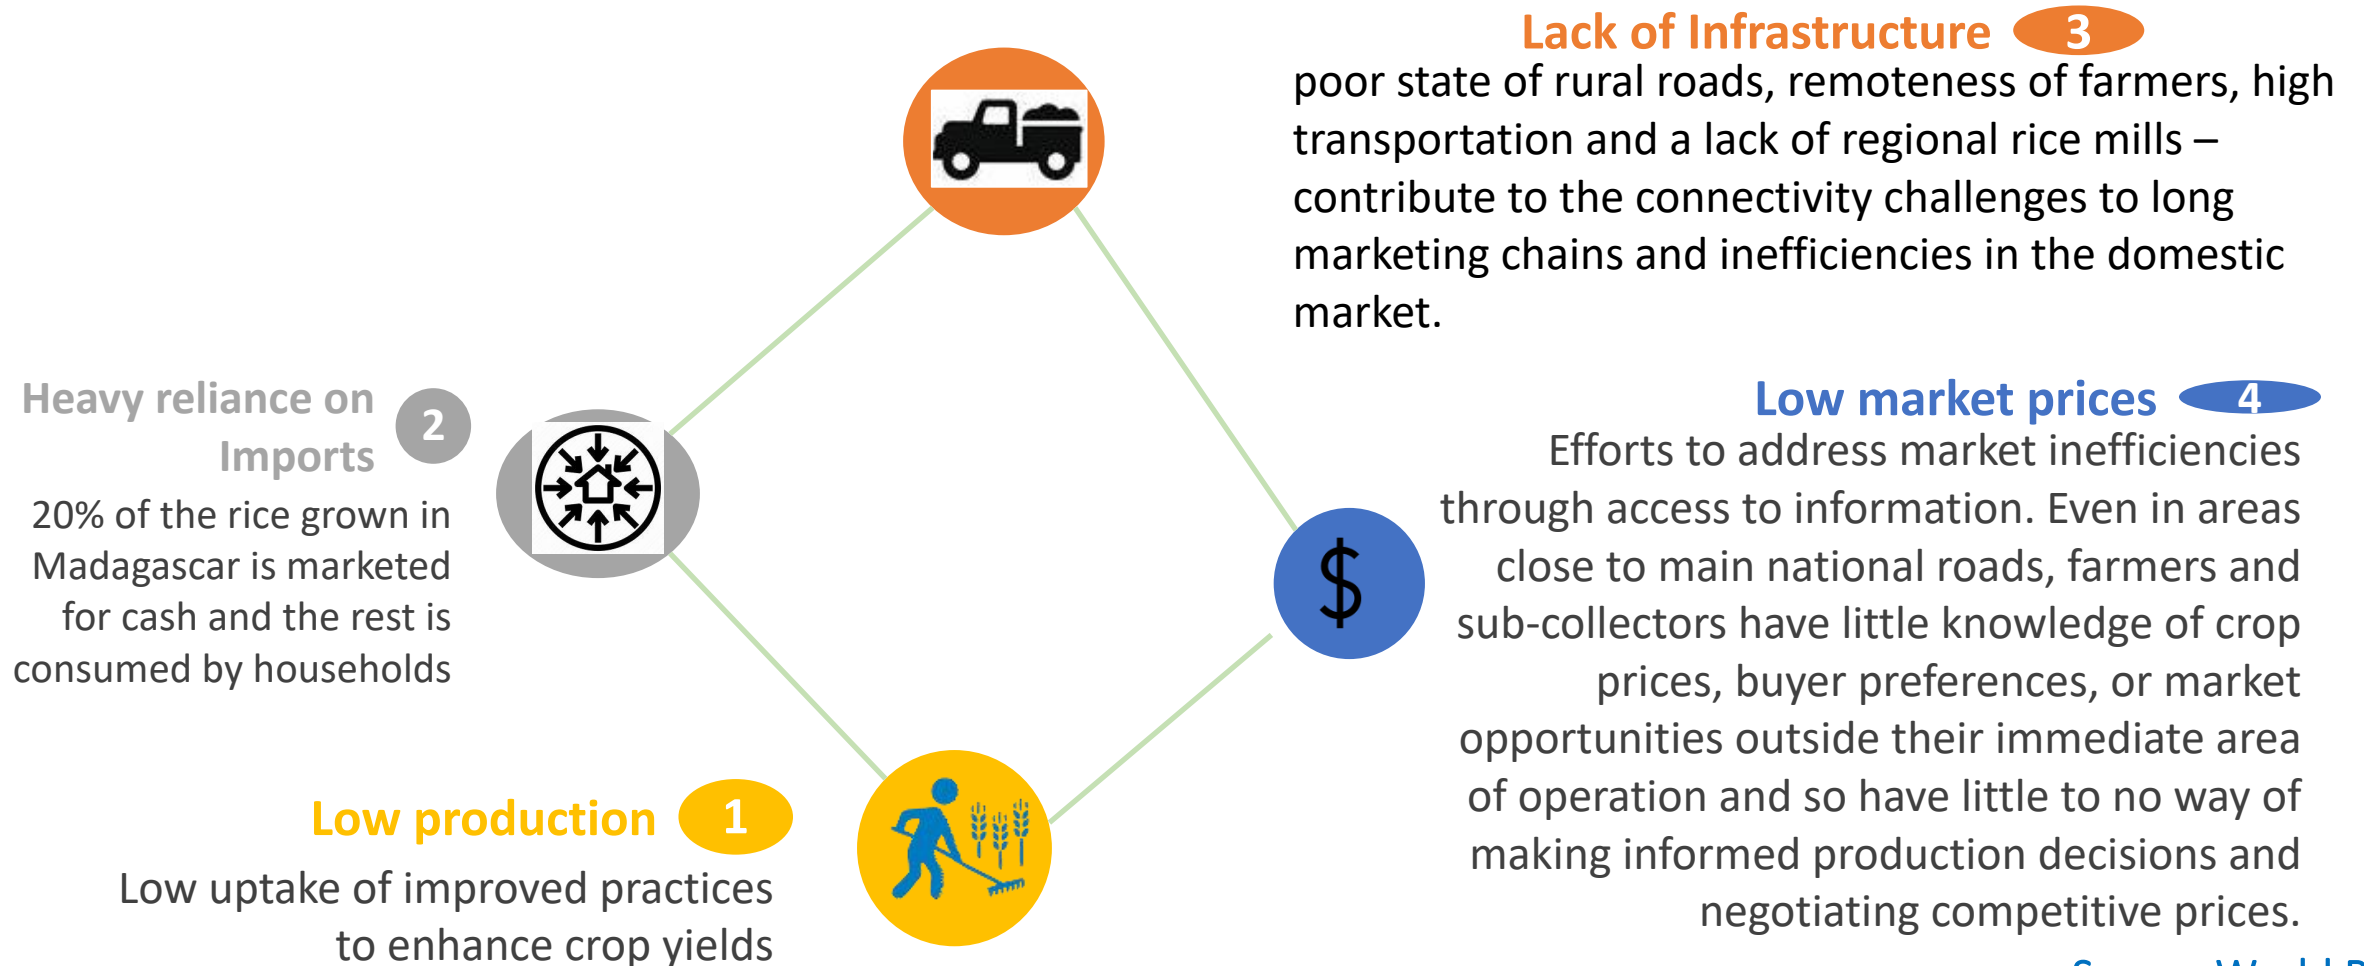 Lack of Infrastructure 3
poor state of rural roads, remoteness of farmers, high
transportation and a lack of regional rice mills –
contribute to the connectivity challenges to long
marketing chains and inefficiencies in the domestic
market.
Heavy reliance on
Imports
2
20% of the rice grown in
Madagascar is marketed
for cash and the rest is
consumed by households
Low market prices 4
Efforts to address market inefficiencies
through access to information. Even in areas
close to main national roads, farmers and
sub-collectors have little knowledge of crop
prices, buyer preferences, or market
opportunities outside their immediate area
of operation and so have little to no way of
making informed production decisions and
negotiating competitive prices.
$
Low production 1
Low uptake of improved practices
to enhance crop yields